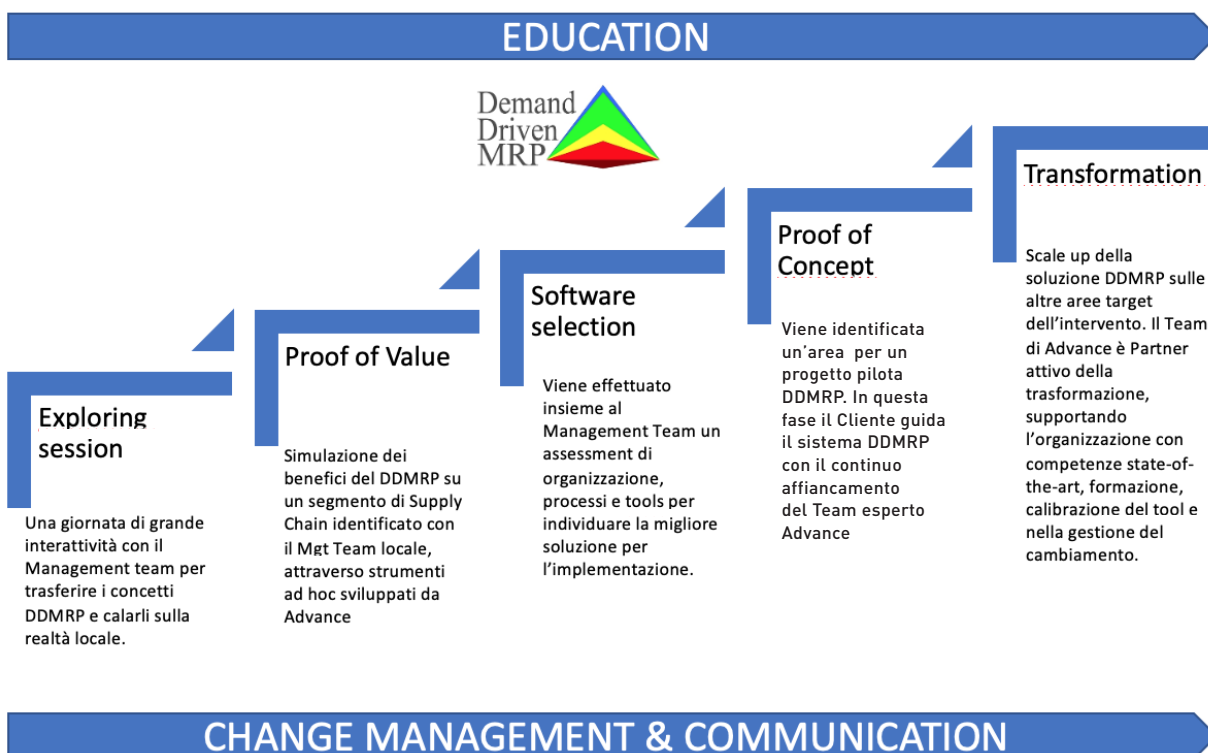 EDUCATION
Demand
Driven
MRP
Exploring
session
Una giornata di grande
interattività con il
Management team per
trasferire i concetti
DDMRP e calarli sulla
realtà locale.
Proof of Value
Simulazione dei
benefici del DDMRP su
un segmento di Supply
Chain identificato con
il Mgt Team locale,
attraverso strumenti
ad hoc sviluppati da
Advance
Software
selection
Viene effettuato
insieme al
Management Team un
assessment di
organizzazione,
processi e tools per
individuare la migliore
soluzione per
l'implementazione.
Proof of
Concept
Viene identificata
un'area  per un
progetto pilota
DDMRP. In questa
fase il Cliente guida
il sistema DDMRP
con il continuo
affiancamento
del Team esperto
Advance
Transformation
Scale up della
soluzione DDMRP sulle
altre aree target
dell'intervento. Il Team
di Advance è Partner
attivo della
trasformazione,
supportando
l'organizzazione con
competenze state-of-
the-art, formazione,
calibrazione del tool e
nella gestione del
cambiamento.
CHANGE MANAGEMENT & COMMUNICATION